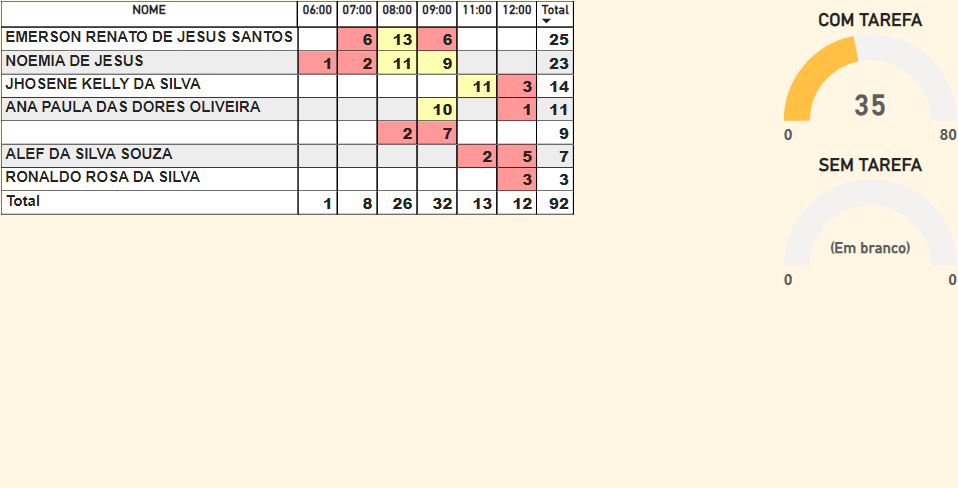 NOME 06:00 07:00 08:00 09:00 11:00 12:00 Total
EMERSON RENATO DE JESUS SANTOS 6 13 6 25
NOEMIA DE JESUS 1 2 11 9 23
JHOSENE KELLY DA SILVA 11 3 14
ANA PAULA DAS DORES OLIVEIRA 10 1 11
2 7 9
ALEF DA SILVA SOUZA 2 5 7
RONALDO ROSA DA SILVA 3 3
Total 1 8 26 32 13 12 92
COM TAREFA
35
0 80
SEM TAREFA
(Em branco)
0 0